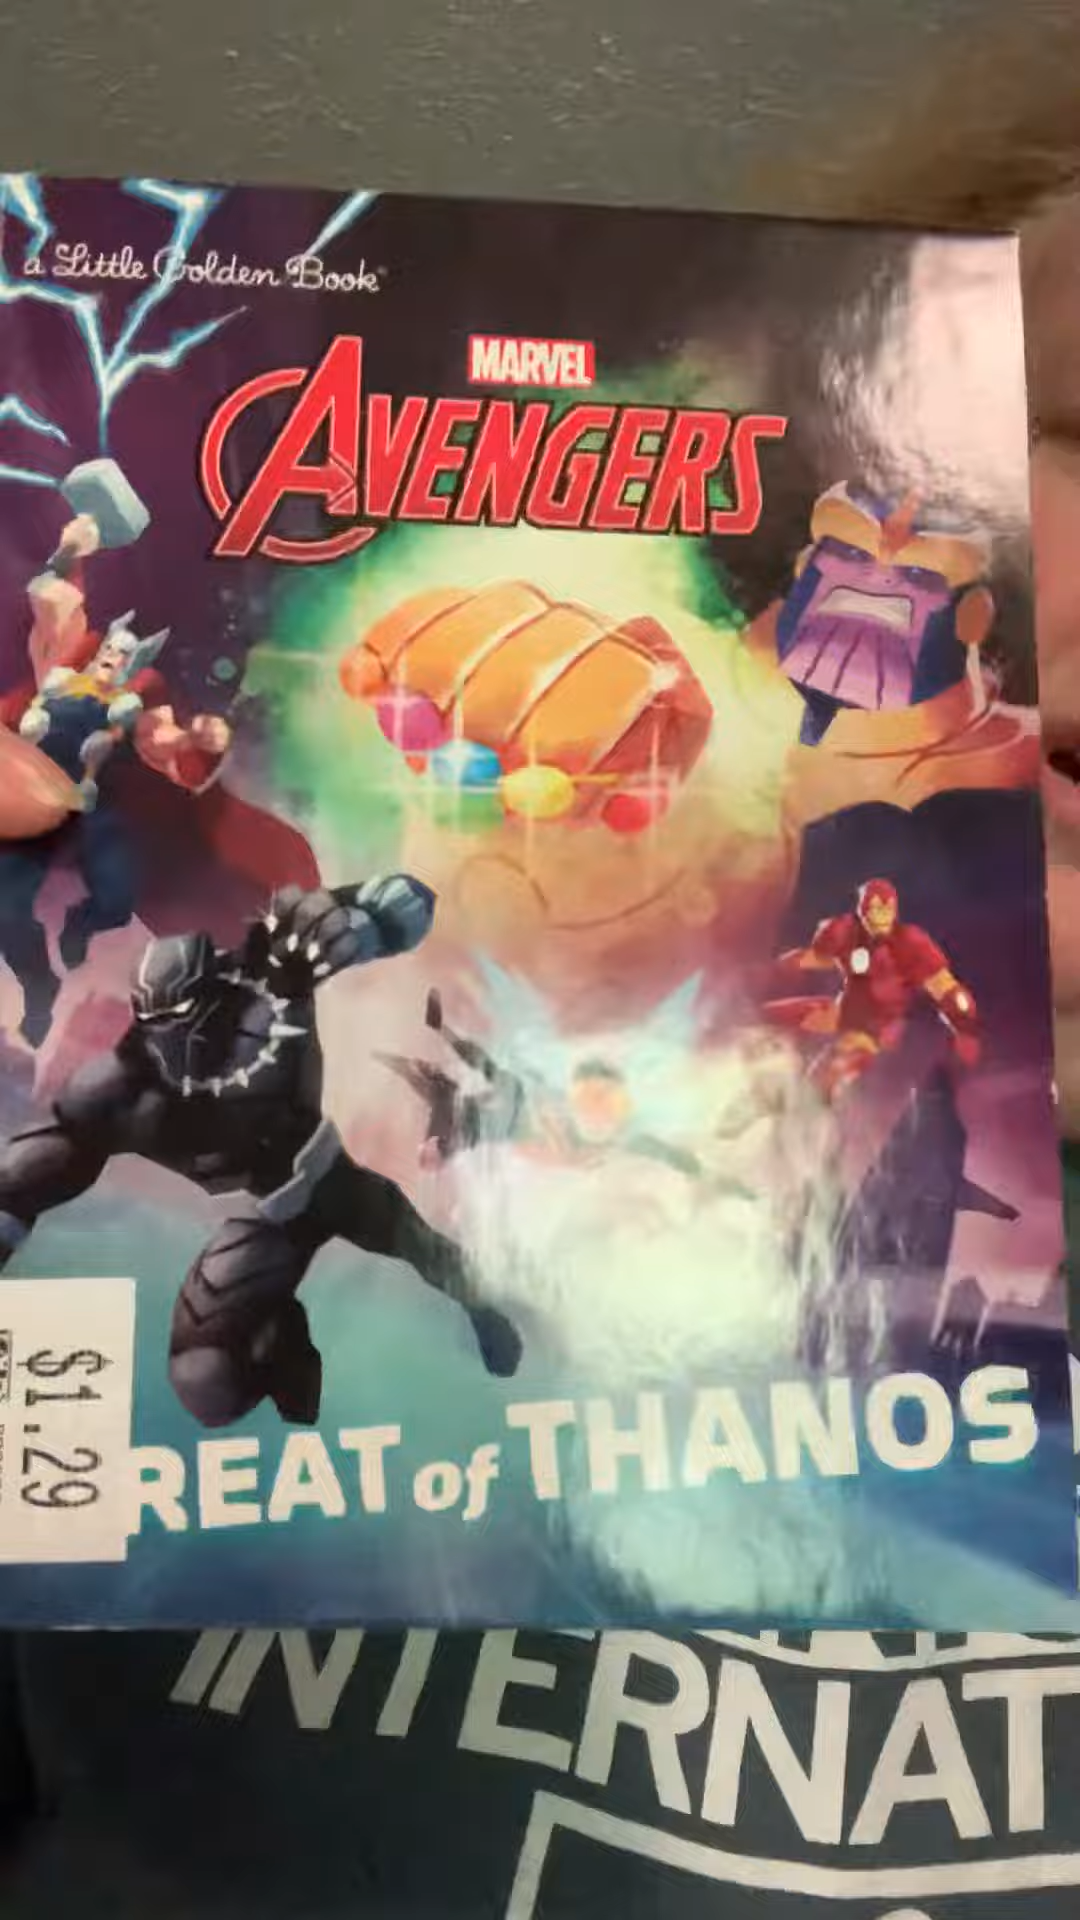 a Little Golden Book®
MARVEL
AVENGERS
$1.29
REAT of THANOS
INTERNAT